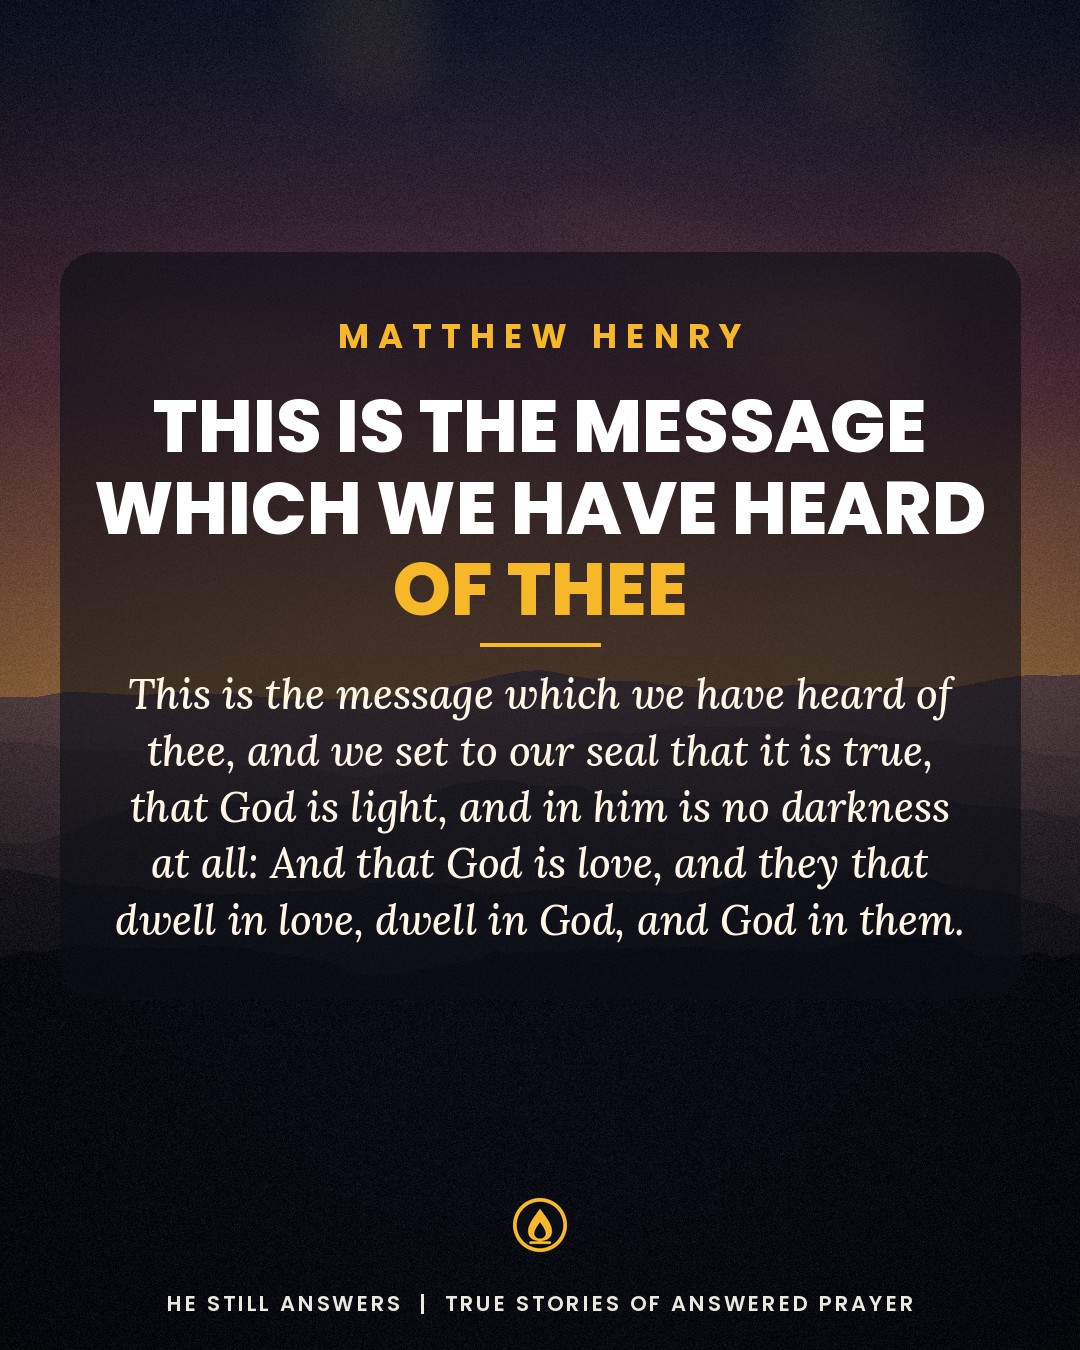 MATTHEW HENRY
THIS IS THE MESSAGE
WHICH WE HAVE HEARD
OF THEE
This is the message which we have heard of
thee, and we set to our seal that it is true,
that God is light, and in him is no darkness
at all: And that God is love, and they that
dwell in love, dwell in God, and God in them.
HE STILL ANSWERS | TRUE STORIES OF ANSWERED PRAYER